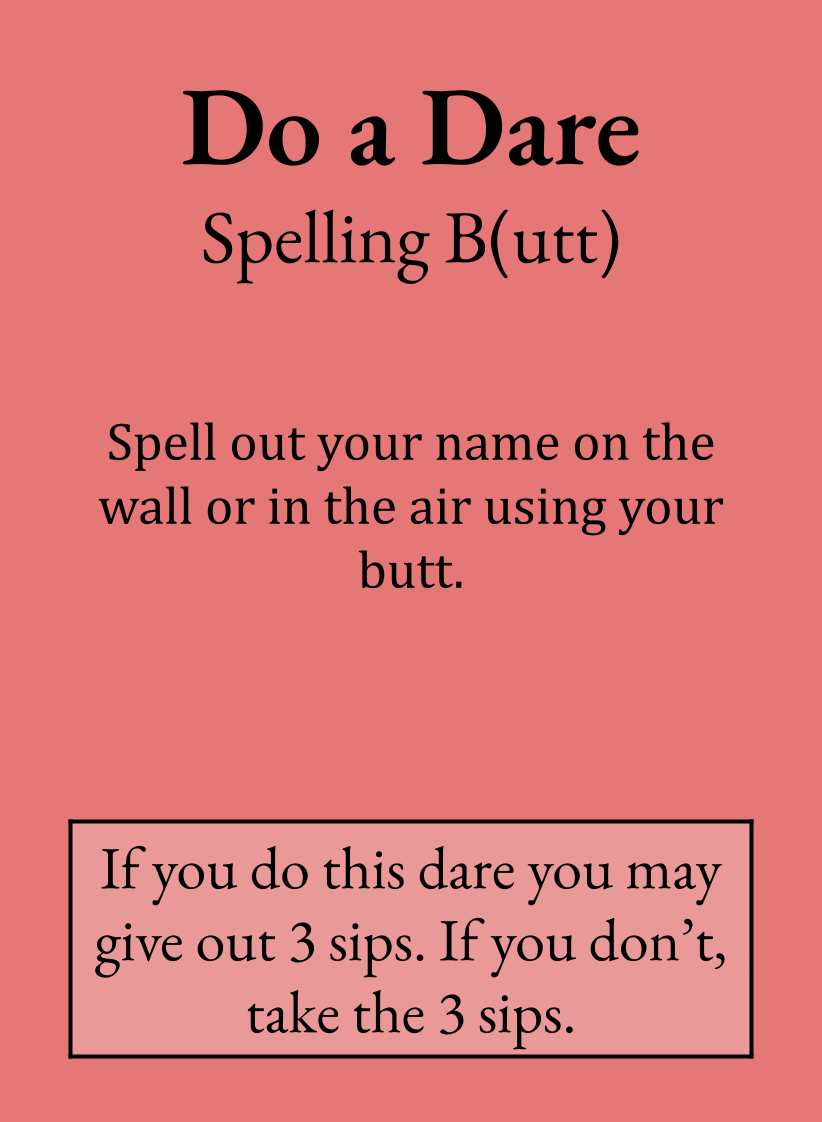 Do a Dare
Spelling B(utt)
Spell out your name on the
wall or in the air using your
butt.
If you do this dare you may
give out 3 sips. If you don’t,
take the 3 sips.